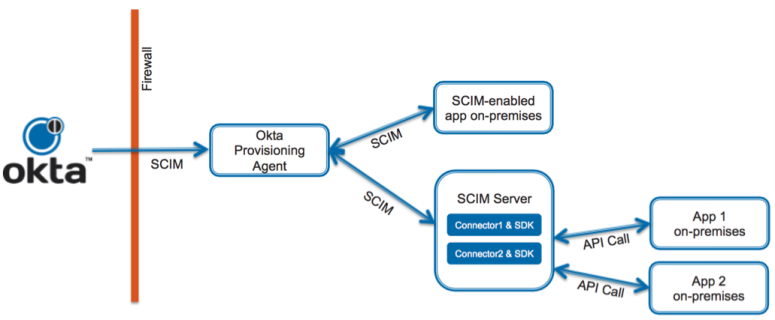 Firewall
okta™
SCIM
Okta
Provisioning
Agent
SCIM
SCIM-enabled
app on-premises
SCIM
SCIM Server
Connector1 & SDK
Connector2 & SDK
API Call
App 1
on-premises
API Call
App 2
on-premises